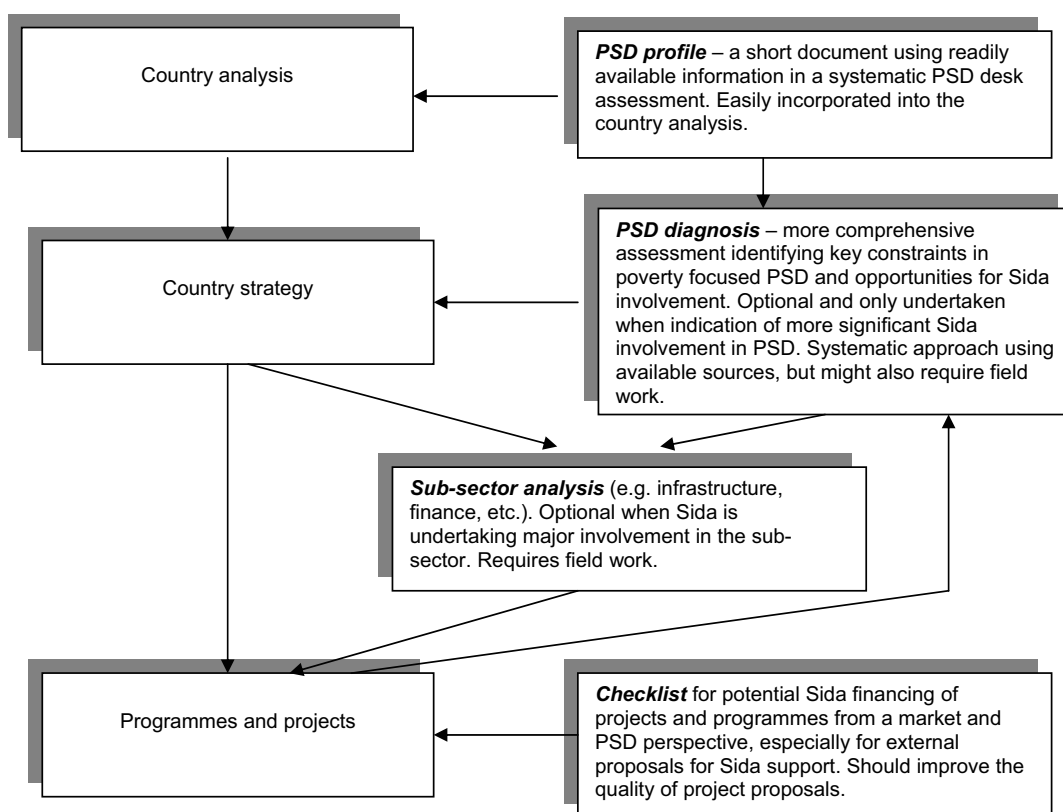 Country analysis
PSD profile – a short document using readily
available information in a systematic PSD desk
assessment. Easily incorporated into the
country analysis.
Country strategy
PSD diagnosis – more comprehensive
assessment identifying key constraints in
poverty focused PSD and opportunities for Sida
involvement. Optional and only undertaken
when indication of more significant Sida
involvement in PSD. Systematic approach using
available sources, but might also require field
work.
Sub-sector analysis (e.g. infrastructure,
finance, etc.). Optional when Sida is
undertaking major involvement in the sub-
sector. Requires field work.
Programmes and projects
Checklist for potential Sida financing of
projects and programmes from a market and
PSD perspective, especially for external
proposals for Sida support. Should improve the
quality of project proposals.